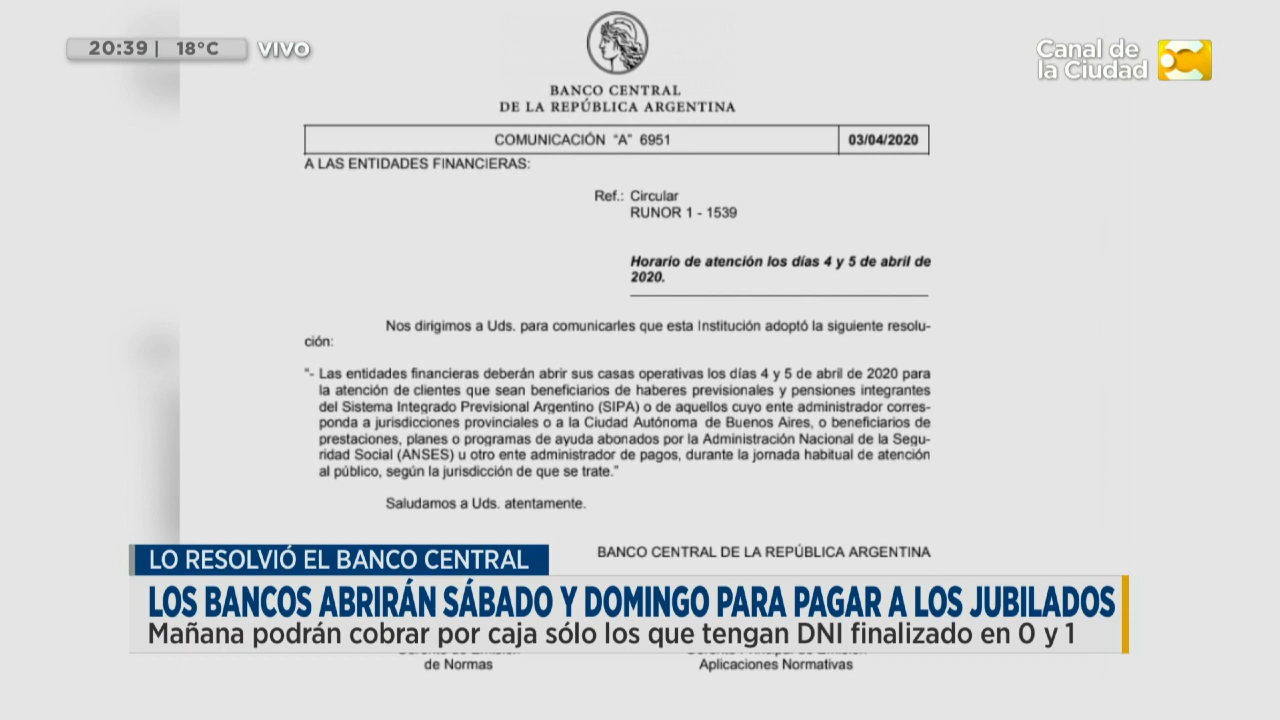 20:39 | 18°C VIVO
Canal de
la Ciudad
BANCO CENTRAL
DE LA REPÚBLICA ARGENTINA
COMUNICACIÓN "A" 6951 03/04/2020
A LAS ENTIDADES FINANCIERAS:
Ref.: Circular
RUNOR 1 - 1539
Horario de atención los días 4 y 5 de abril de
2020.
Nos dirigimos a Uds. para comunicarles que esta Institución adoptó la siguiente resolu-
ción:
"- Las entidades financieras deberán abrir sus casas operativas los días 4 y 5 de abril de 2020 para
la atención de clientes que sean beneficiarios de haberes previsionales y pensiones integrantes
del Sistema Integrado Previsional Argentino (SIPA) o de aquellos cuyo ente administrador corres-
ponda a jurisdicciones provinciales o a la Ciudad Autónoma de Buenos Aires, o beneficiarios de
prestaciones, planes o programas de ayuda abonados por la Administración Nacional de la Segu-
ridad Social (ANSES) u otro ente administrador de pagos, durante la jornada habitual de atención
al público, según la jurisdicción de que se trate."
Saludamos a Uds. atentamente.
BANCO CENTRAL DE LA REPÚBLICA ARGENTINA
LO RESOLVIÓ EL BANCO CENTRAL
LOS BANCOS ABRIRÁN SÁBADO Y DOMINGO PARA PAGAR A LOS JUBILADOS
Mañana podrán cobrar por caja sólo los que tengan DNI finalizado en 0 y 1
de Normas
Aplicaciones Normativas